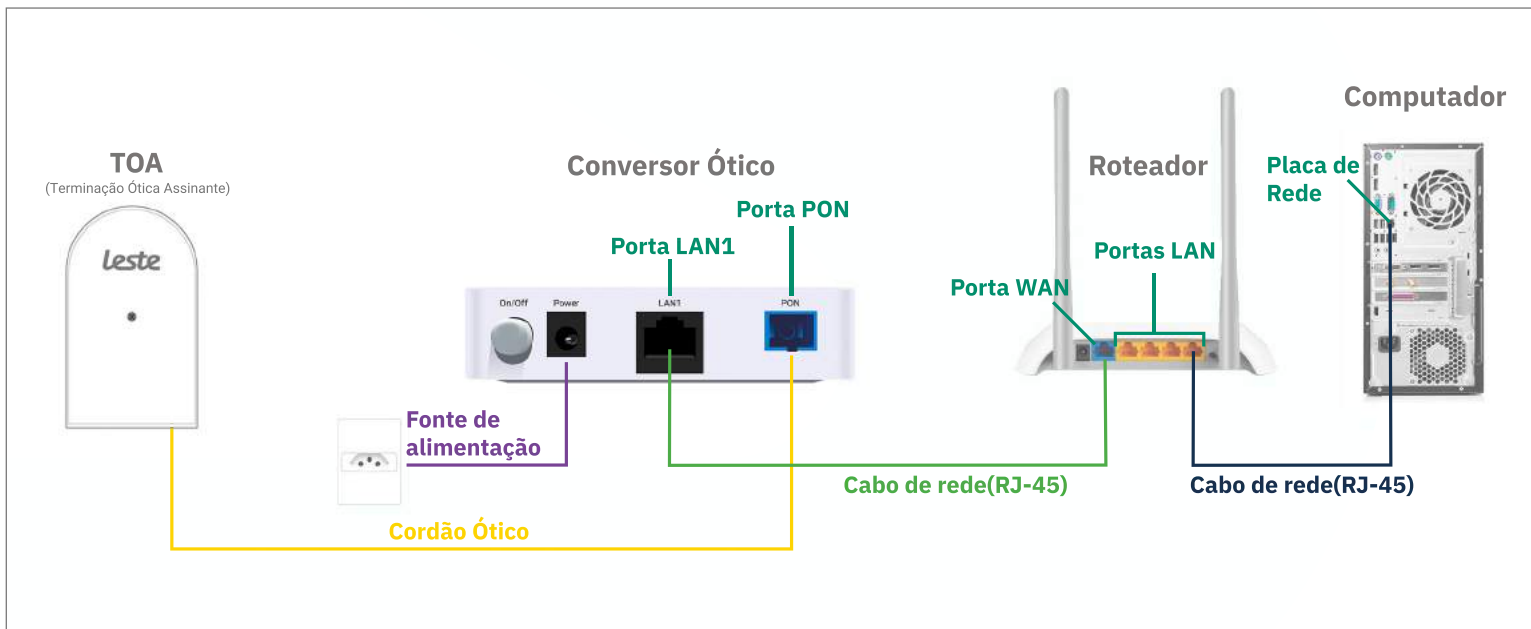 Computador
TOA
(Terminação Ótica Assinante)
Conversor Ótico
Roteador
Placa de
Rede
Porta PON
Porta LAN1
Portas LAN
Porta WAN
leste
On/Off
Power
LAN1
PON
Fonte de
alimentação
Cabo de rede(RJ-45)
Cabo de rede(RJ-45)
Cordão Ótico